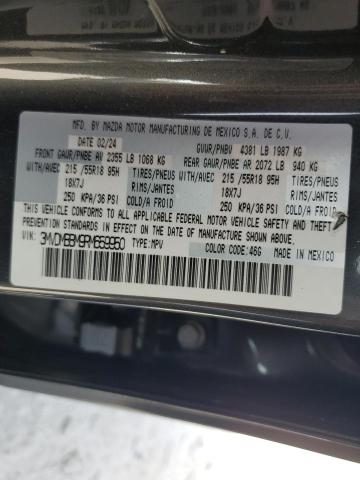 MFD. BY MAZDA MOTOR MANUFACTURING DE MEXICO S.A. DE C.V.
DATE 02/24 GVWR/PNBV 4381 LB 1987 KG
FRONT GAWR/PNBE AV 2355 LB 1068 KG REAR GAWR/PNBE AR 2072 LB 940 KG
WITH/AVEC 215/55R18 95H TIRES/PNEUS WITH/AVEC 215/55R18 95H TIRES/PNEUS
18X7J RIMS/JANTES 18X7J RIMS/JANTES
250 KPA/36 PSI COLD/A FROID 250 KPA/36 PSI COLD/A FROID
THIS VEHICLE CONFORMS TO ALL APPLICABLE FEDERAL MOTOR VEHICLE SAFETY AND THEFT
PREVENTION STANDARDS IN EFFECT ON THE DATE OF MANUFACTURE SHOWN ABOVE.
VIN: 3MVDMBBM9RM659950 TYPE:MPV COLOR CODE:46G MADE IN MEXICO